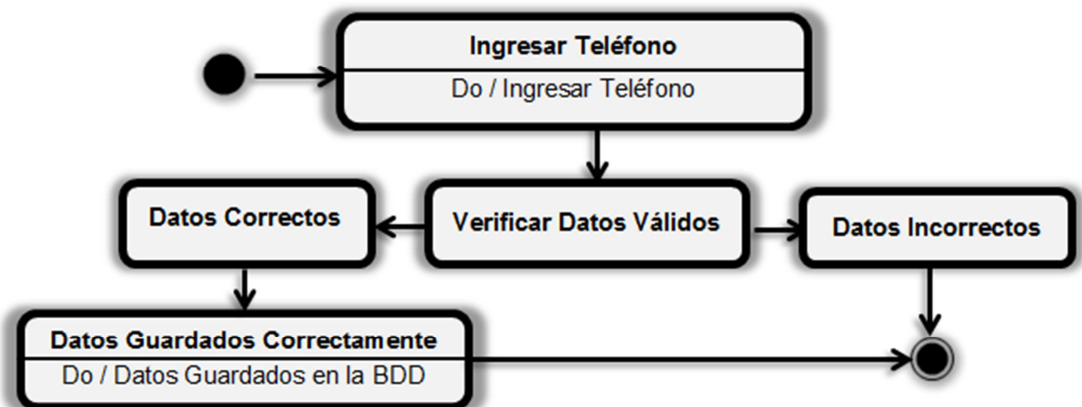 Ingresar Teléfono
Do / Ingresar Teléfono
Datos Correctos
Verificar Datos Válidos
Datos Incorrectos
Datos Guardados Correctamente
Do / Datos Guardados en la BDD